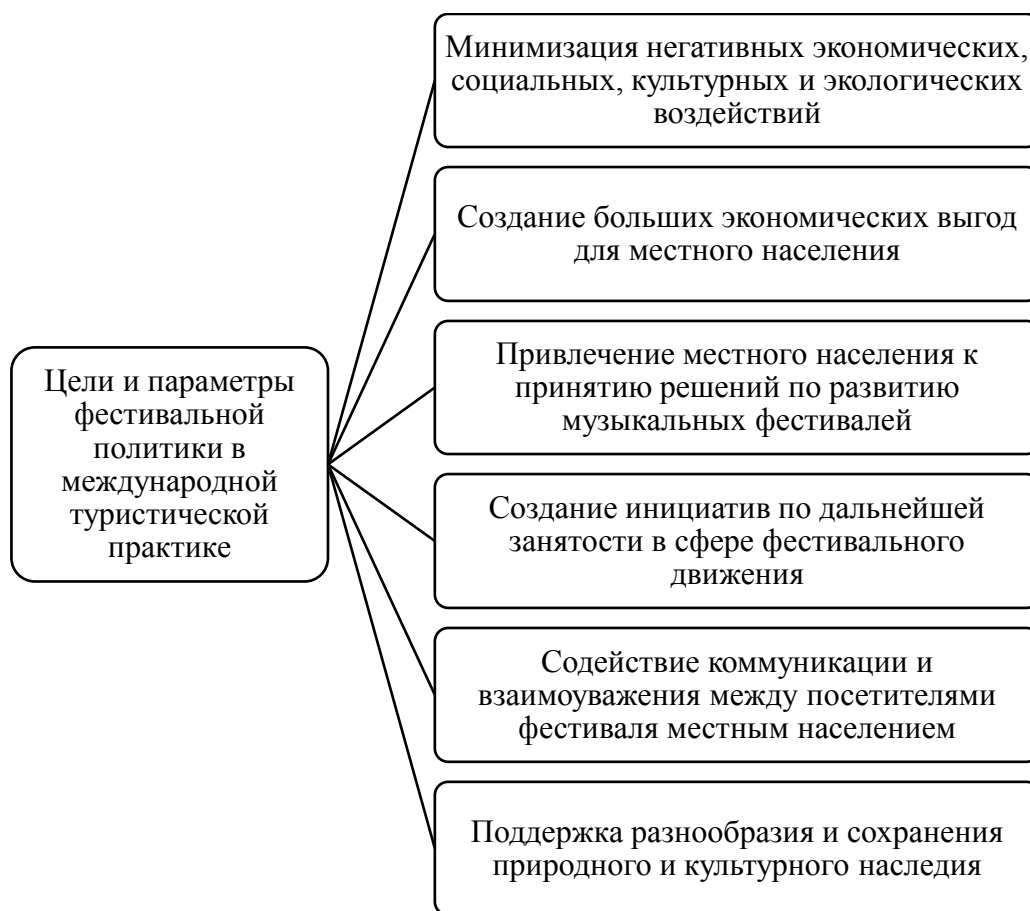 Минимизация негативных экономических,
социальных, культурных и экологических
воздействий
Создание больших экономических выгод
для местного населения
Привлечение местного населения к
принятию решений по развитию
музыкальных фестивалей
Цели и параметры
фестивальной
политики в
международной
туристической
практике
Создание инициатив по дальнейшей
занятости в сфере фестивального
движения
Содействие коммуникации и
взаимоуважения между посетителями
фестиваля местным населением
Поддержка разнообразия и сохранения
природного и культурного наследия